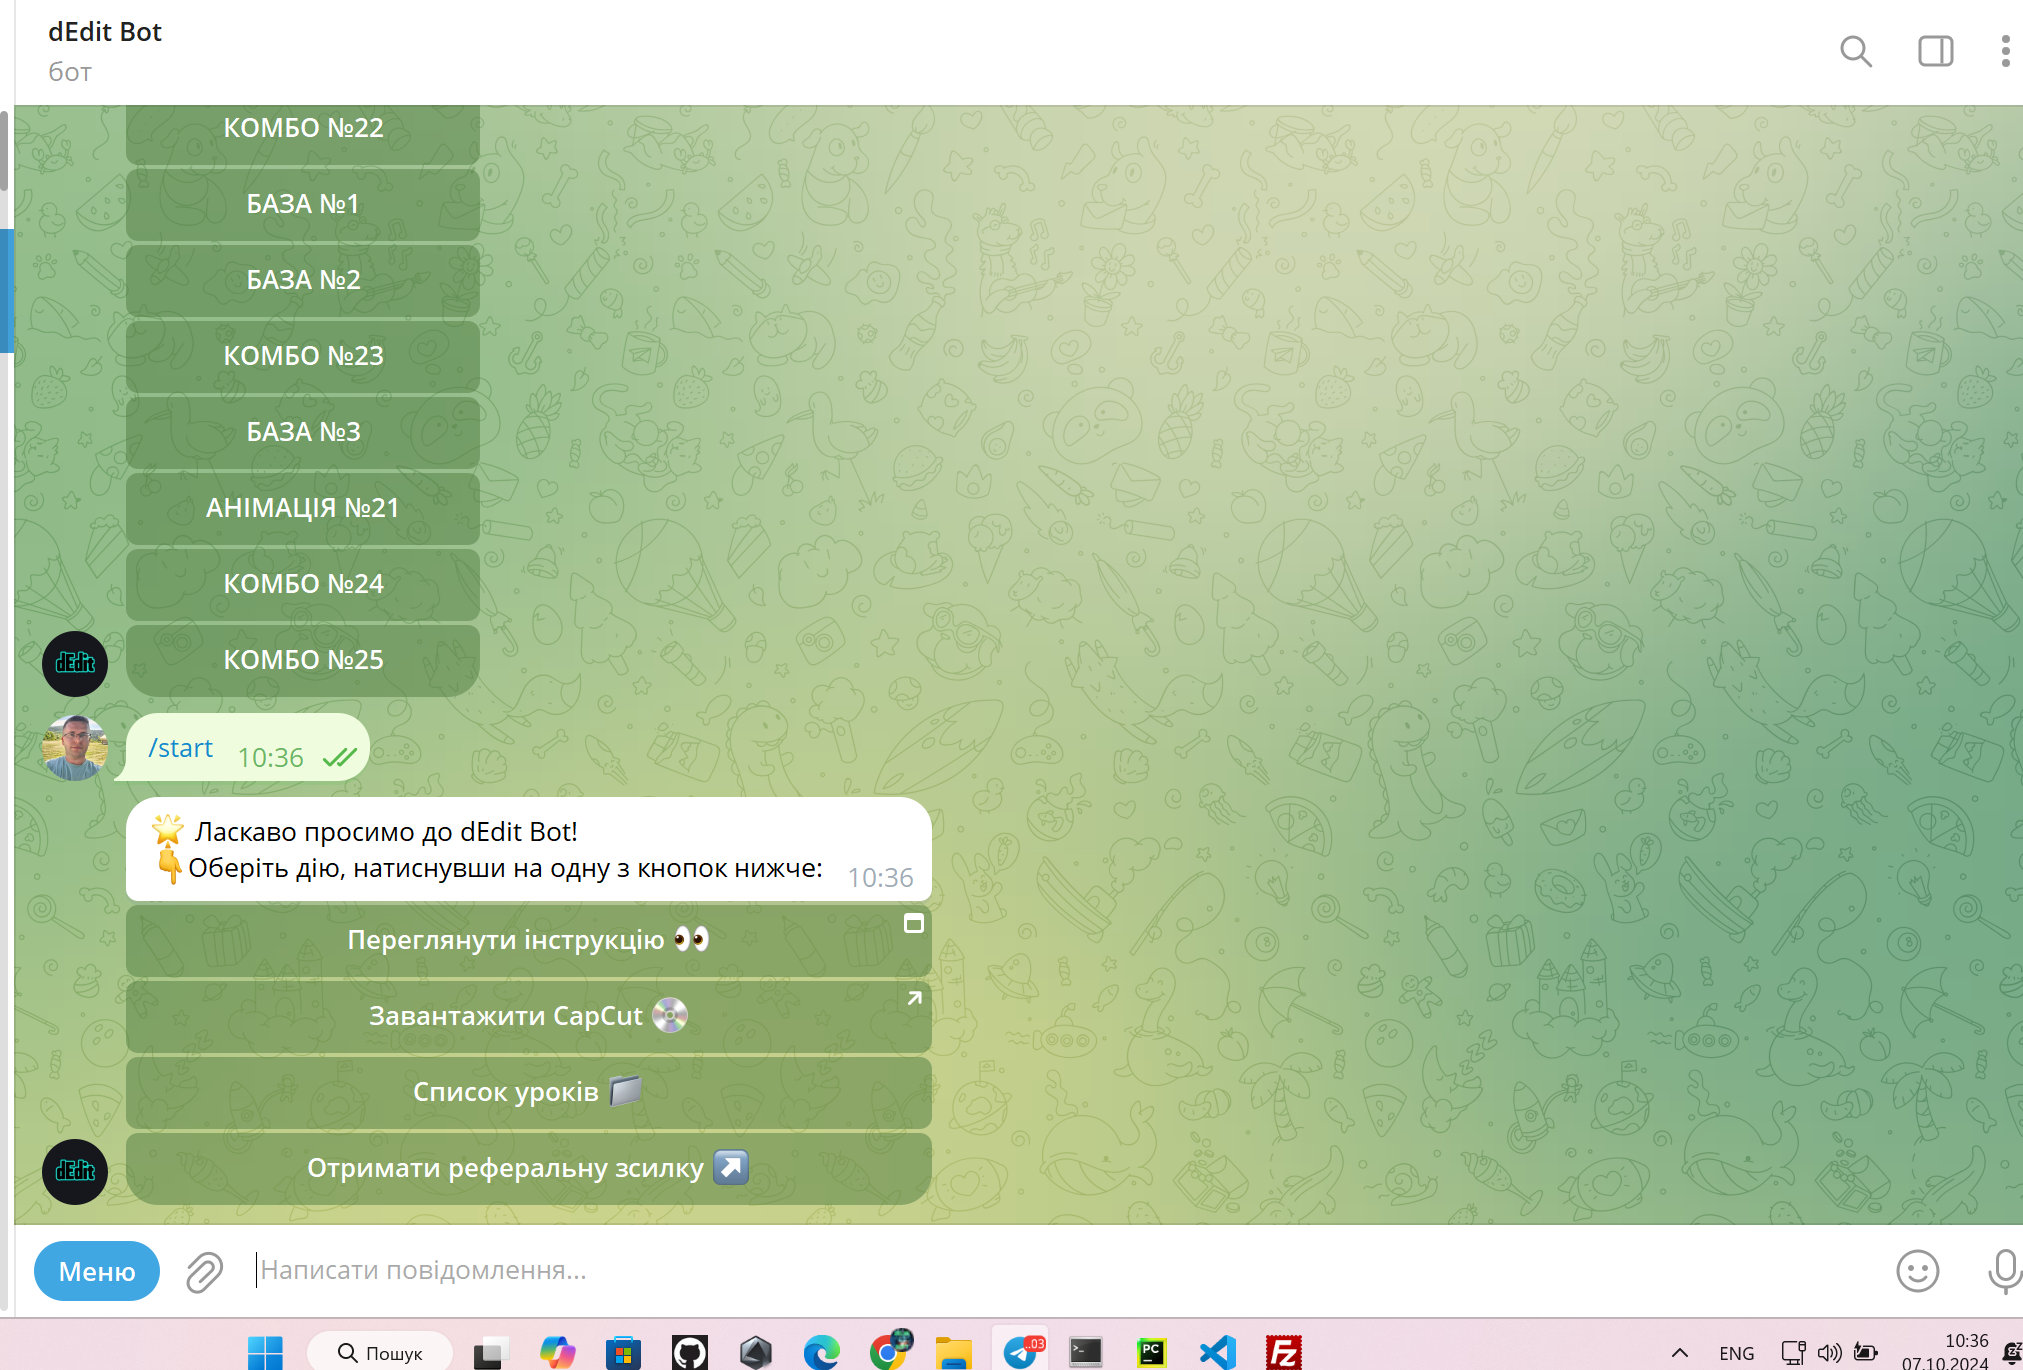 dEdit Bot
бот
КОМБО №22
БАЗА №1
БАЗА №2
КОМБО №23
БАЗА №3
АНІМАЦІЯ №21
КОМБО №24
КОМБО №25
dEdit
/start 10:36
🌟 Ласкаво просимо до dEdit Bot!
👇Оберіть дію, натиснувши на одну з кнопок нижче: 10:36
Переглянути інструкцію 👀
Завантажити CapCut 💿
Список уроків 📁
Отримати реферальну зсилку ↗️
dEdit
Меню
Написати повідомлення...
Пошук
..03
PC
Fz
ENG
10:36
07.10.2024